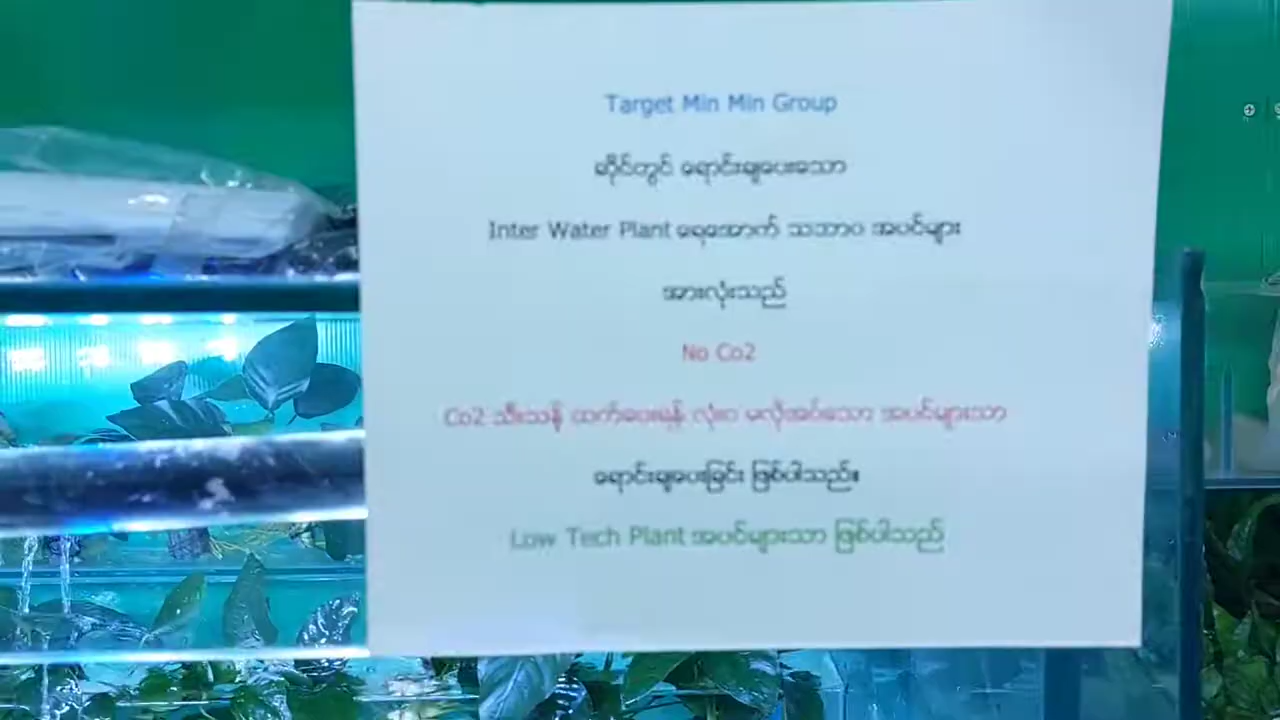 Target Min Min Group
ဆိုင်တွင် ရောင်းချပေးသော
Inter Water Plant ရေအောက် သဘာဝ အပင်များ
အားလုံးသည်
No Co2
Co2 သီးသန့် ထက်ပေးရန် လုံးဝ မလိုအပ်သော အပင်များသာ
ရောင်းချပေးခြင်း ဖြစ်ပါသည်။
Low Tech Plant အပင်များသာ ဖြစ်ပါသည်